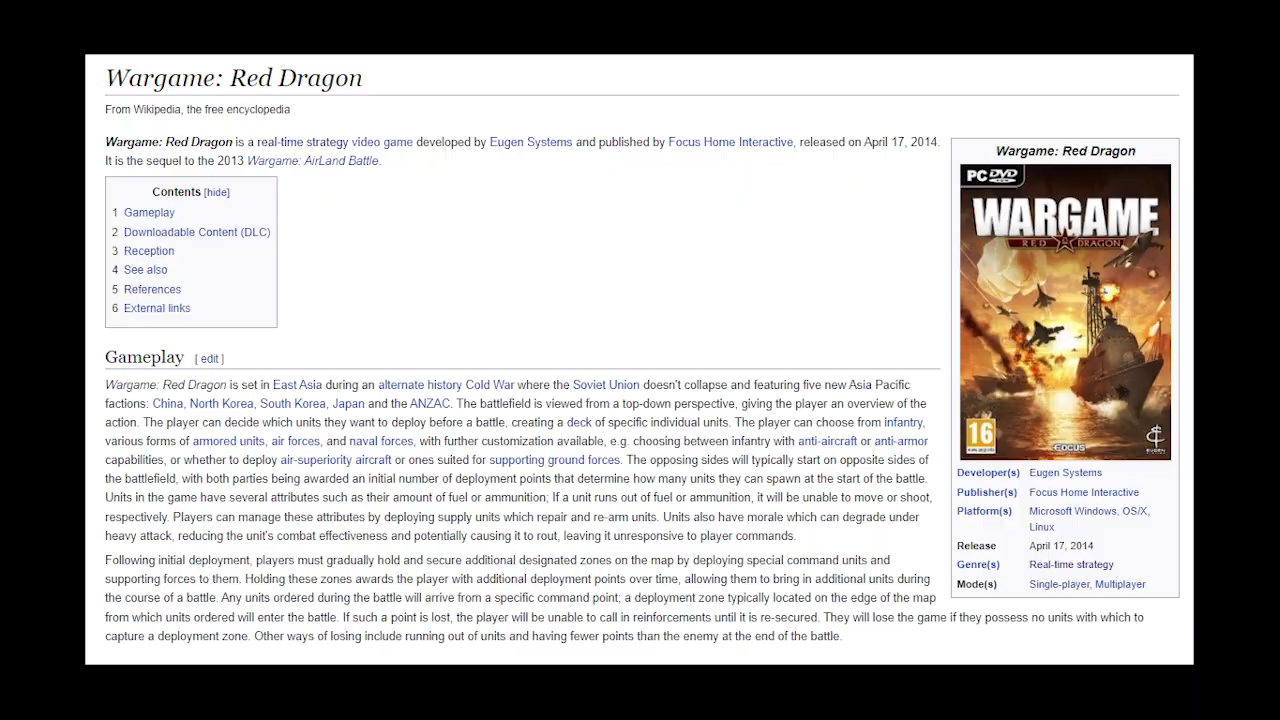 Wargame: Red Dragon
From Wikipedia, the free encyclopedia
Wargame: Red Dragon is a real-time strategy video game developed by Eugen Systems and published by Focus Home Interactive, released on April 17, 2014.
It is the sequel to the 2013 Wargame: AirLand Battle.
Contents [hide]
1 Gameplay
2 Downloadable Content (DLC)
3 Reception
4 See also
5 References
6 External links
Gameplay [ edit ]
Wargame: Red Dragon is set in East Asia during an alternate history Cold War where the Soviet Union doesn't collapse and featuring five new Asia Pacific
factions: China, North Korea, South Korea, Japan and the ANZAC. The battlefield is viewed from a top-down perspective, giving the player an overview of the
action. The player can decide which units they want to deploy before a battle, creating a deck of specific individual units. The player can choose from infantry,
various forms of armored units, air forces, and naval forces, with further customization available, e.g. choosing between infantry with anti-aircraft or anti-armor
capabilities, or whether to deploy air-superiority aircraft or ones suited for supporting ground forces. The opposing sides will typically start on opposite sides of
the battlefield, with both parties being awarded an initial number of deployment points that determine how many units they can spawn at the start of the battle.
Units in the game have several attributes such as their amount of fuel or ammunition; If a unit runs out of fuel or ammunition, it will be unable to move or shoot,
respectively. Players can manage these attributes by deploying supply units which repair and re-arm units. Units also have morale which can degrade under
heavy attack, reducing the unit's combat effectiveness and potentially causing it to rout, leaving it unresponsive to player commands.
Following initial deployment, players must gradually hold and secure additional designated zones on the map by deploying special command units and
supporting forces to them. Holding these zones awards the player with additional deployment points over time, allowing them to bring in additional units during
the course of a battle. Any units ordered during the battle will arrive from a specific command point; a deployment zone typically located on the edge of the map
from which units ordered will enter the battle. If such a point is lost, the player will be unable to call in reinforcements until it is re-secured. They will lose the game if they possess no units with which to
capture a deployment zone. Other ways of losing include running out of units and having fewer points than the enemy at the end of the battle.
Wargame: Red Dragon
PC DVD
WARGAME
RED DRAGON
16
FOCUS
EUGEN
Developer(s) Eugen Systems
Publisher(s) Focus Home Interactive
Platform(s) Microsoft Windows, OS/X,
Linux
Release April 17, 2014
Genre(s) Real-time strategy
Mode(s) Single-player, Multiplayer